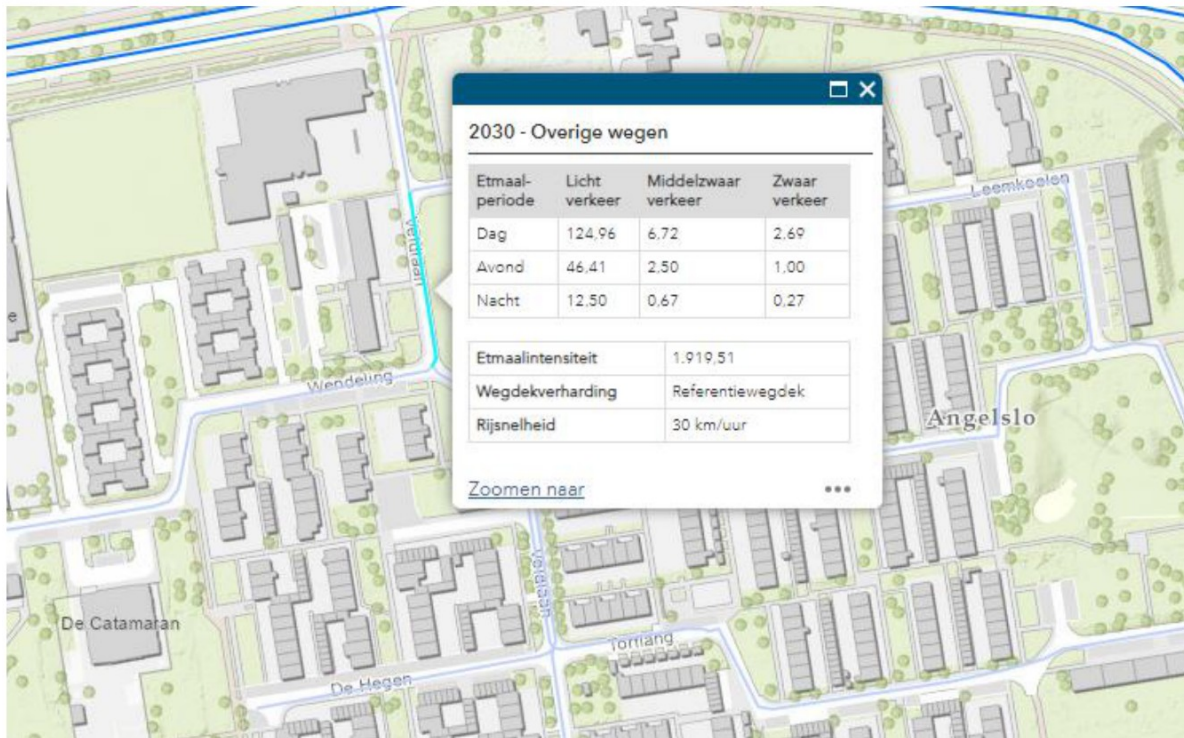 2030 - Overige wegen
Etmaal-periode Licht verkeer Middelzwaar verkeer Zwaar verkeer
Dag 124,96 6,72 2,69
Avond 46,41 2,50 1,00
Nacht 12,50 0,67 0,27
Etmaalintensiteit 1.919,51
Wegdekverharding Referentiewegdek
Rijsnelheid 30 km/uur
Zoomen naar
Leemkoelen
Veldlaan
Wendeling
Angelslo
Veldlaan
De Catamaran
Tortlang
De Hegen